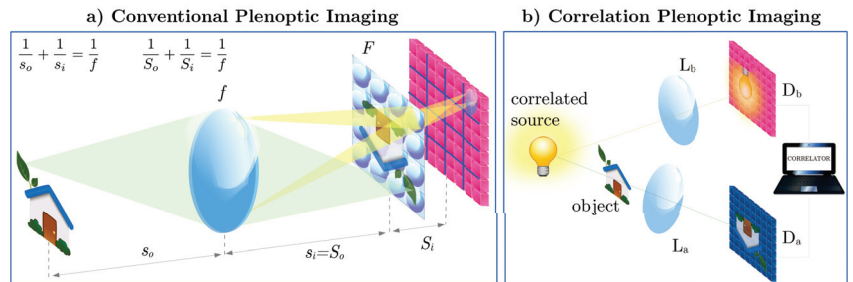 a) Conventional Plenoptic Imaging
1/s_o + 1/s_i = 1/f
1/S_o + 1/S_i = 1/f
f
F
s_o
s_i=S_o
S_i
b) Correlation Plenoptic Imaging
correlated
source
L_b
D_b
CORRELATOR
object
L_a
D_a